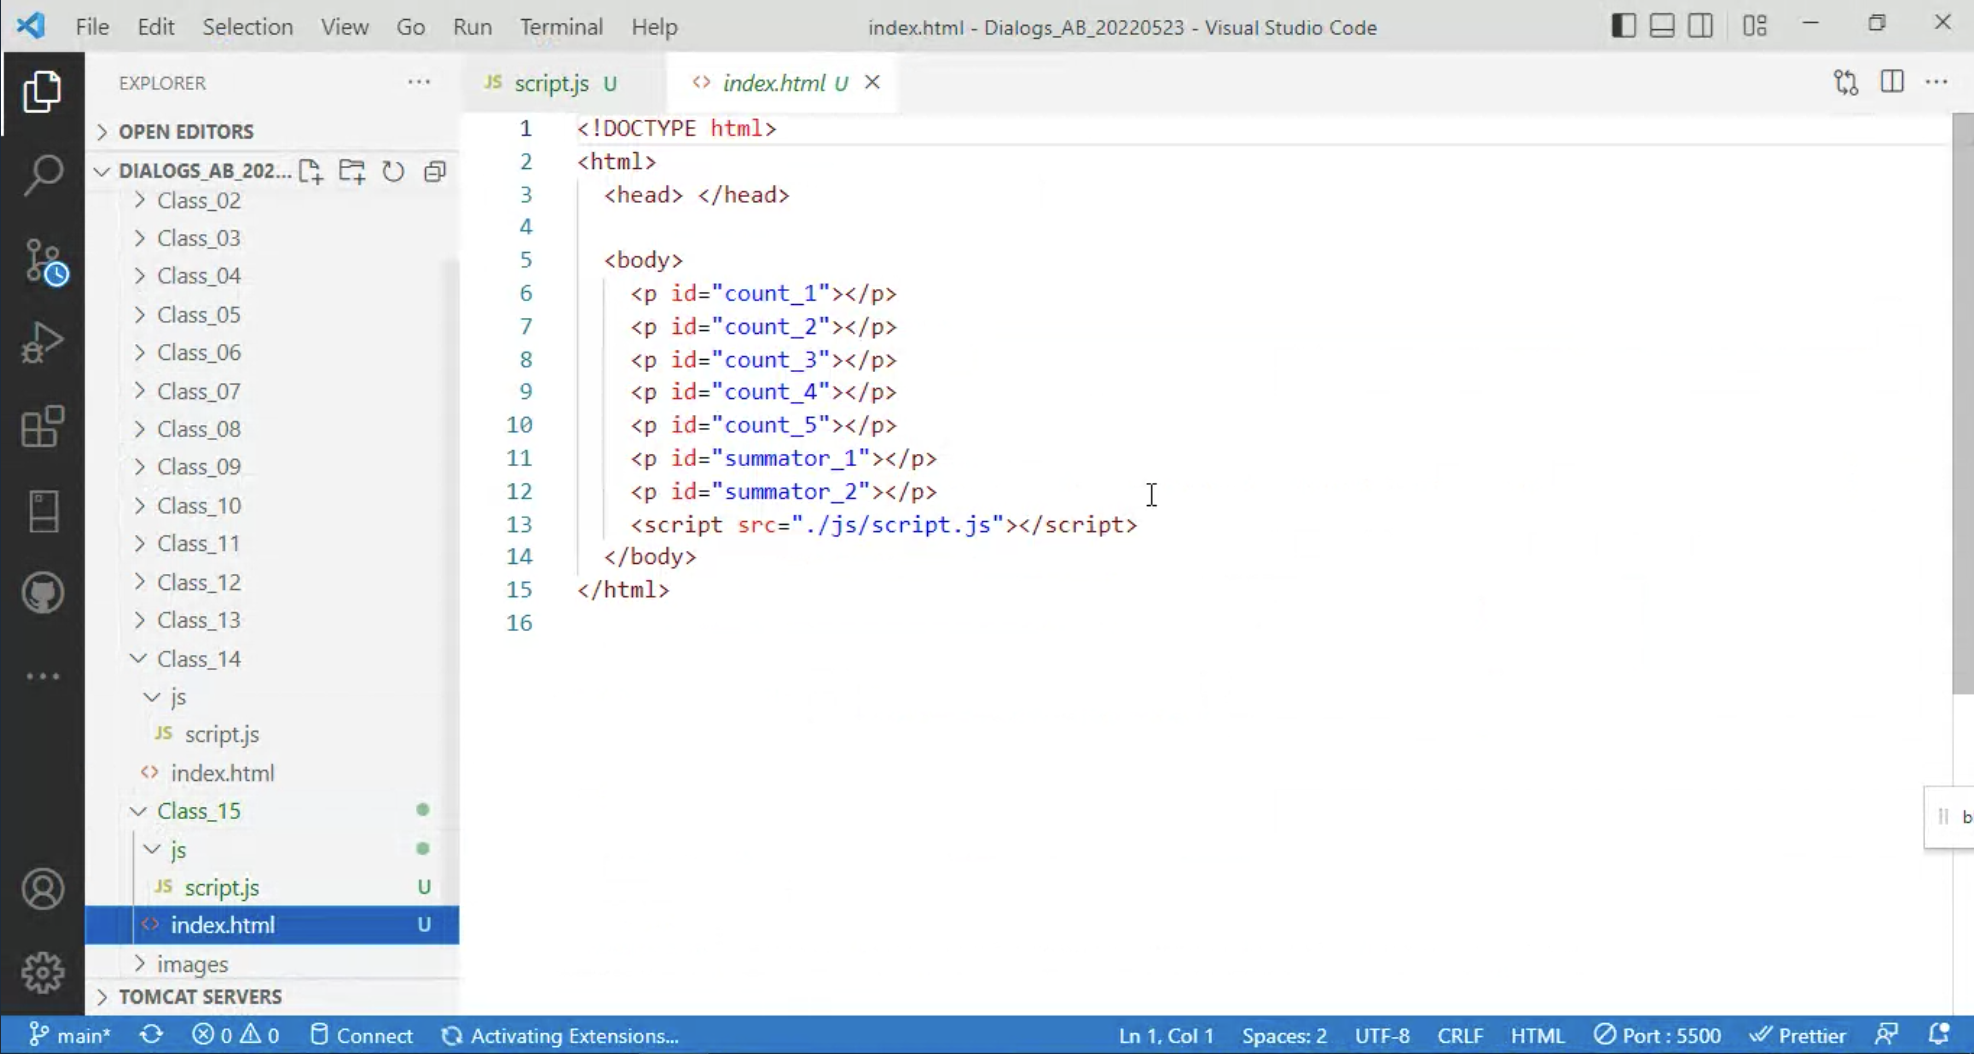 File Edit Selection View Go Run Terminal Help
index.html - Dialogs_AB_20220523 - Visual Studio Code
EXPLORER
OPEN EDITORS
DIALOGS_AB_202...
Class_02
Class_03
Class_04
Class_05
Class_06
Class_07
Class_08
Class_09
Class_10
Class_11
Class_12
Class_13
Class_14
js
JS script.js
<> index.html
Class_15
js
JS script.js U
<> index.html U
images
TOMCAT SERVERS
JS script.js U
<> index.html U
1 <!DOCTYPE html>
2 <html>
3 <head> </head>
4
5 <body>
6 <p id="count_1"></p>
7 <p id="count_2"></p>
8 <p id="count_3"></p>
9 <p id="count_4"></p>
10 <p id="count_5"></p>
11 <p id="summator_1"></p>
12 <p id="summator_2"></p>
13 <script src="./js/script.js"></script>
14 </body>
15 </html>
16
b
main* 0 0 Connect Activating Extensions... Ln 1, Col 1 Spaces: 2 UTF-8 CRLF HTML Port : 5500 Prettier